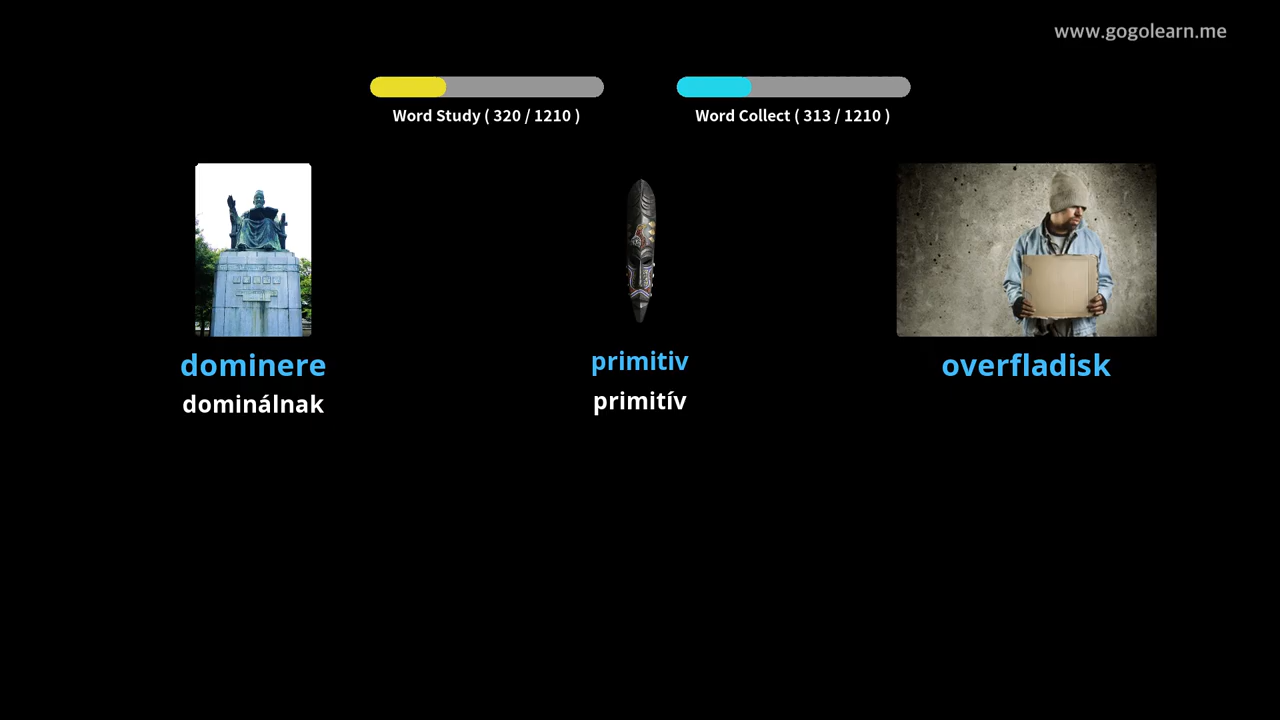 www.gogolearn.me
Word Study ( 320 / 1210 )
Word Collect ( 313 / 1210 )
dominere
dominálnak
primitiv
primitív
overfladisk